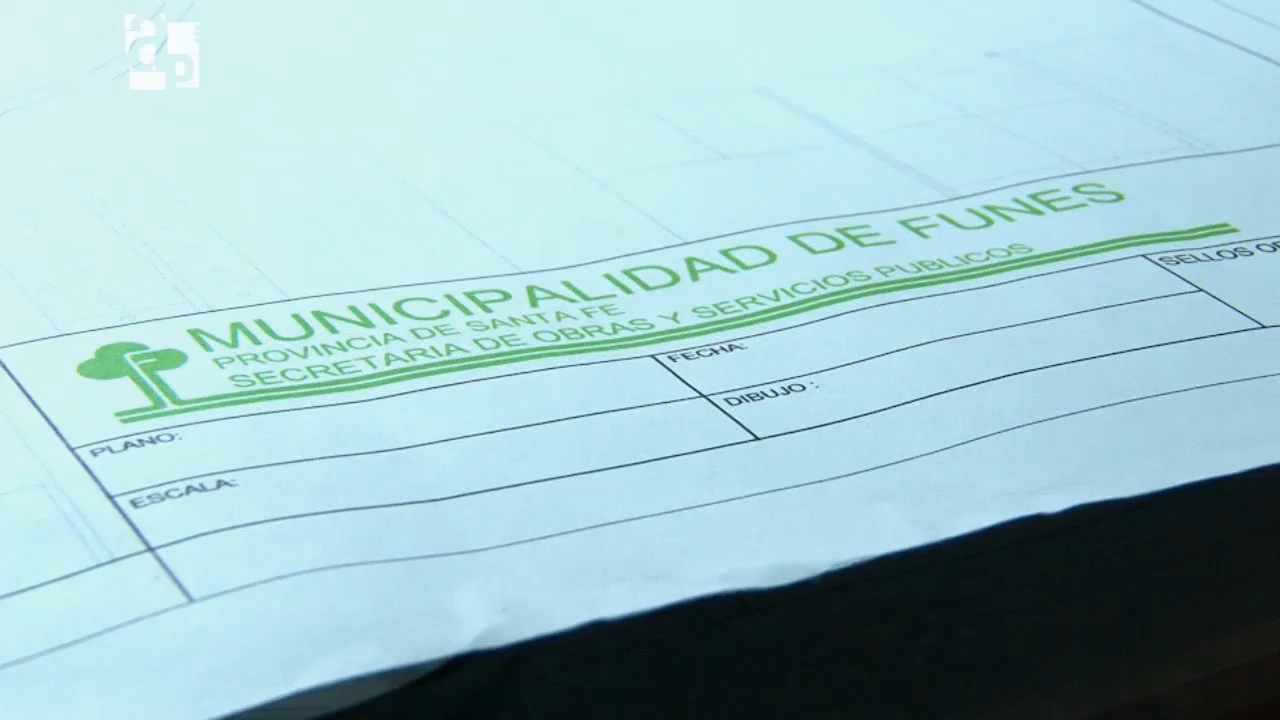 MUNICIPALIDAD DE FUNES
PROVINCIA DE SANTA FE
SECRETARIA DE OBRAS Y SERVICIOS PUBLICOS
PLANO:
FECHA:
SELLOS
ESCALA:
DIBUJO :